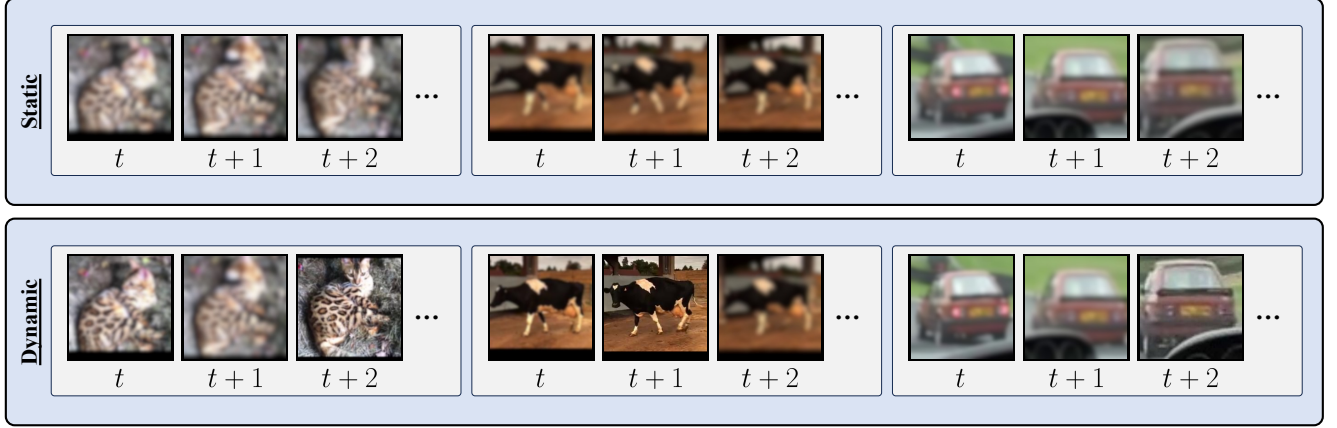 Static
... ... ...
t t + 1 t + 2 t t + 1 t + 2 t t + 1 t + 2
Dynamic
... ... ...
t t + 1 t + 2 t t + 1 t + 2 t t + 1 t + 2